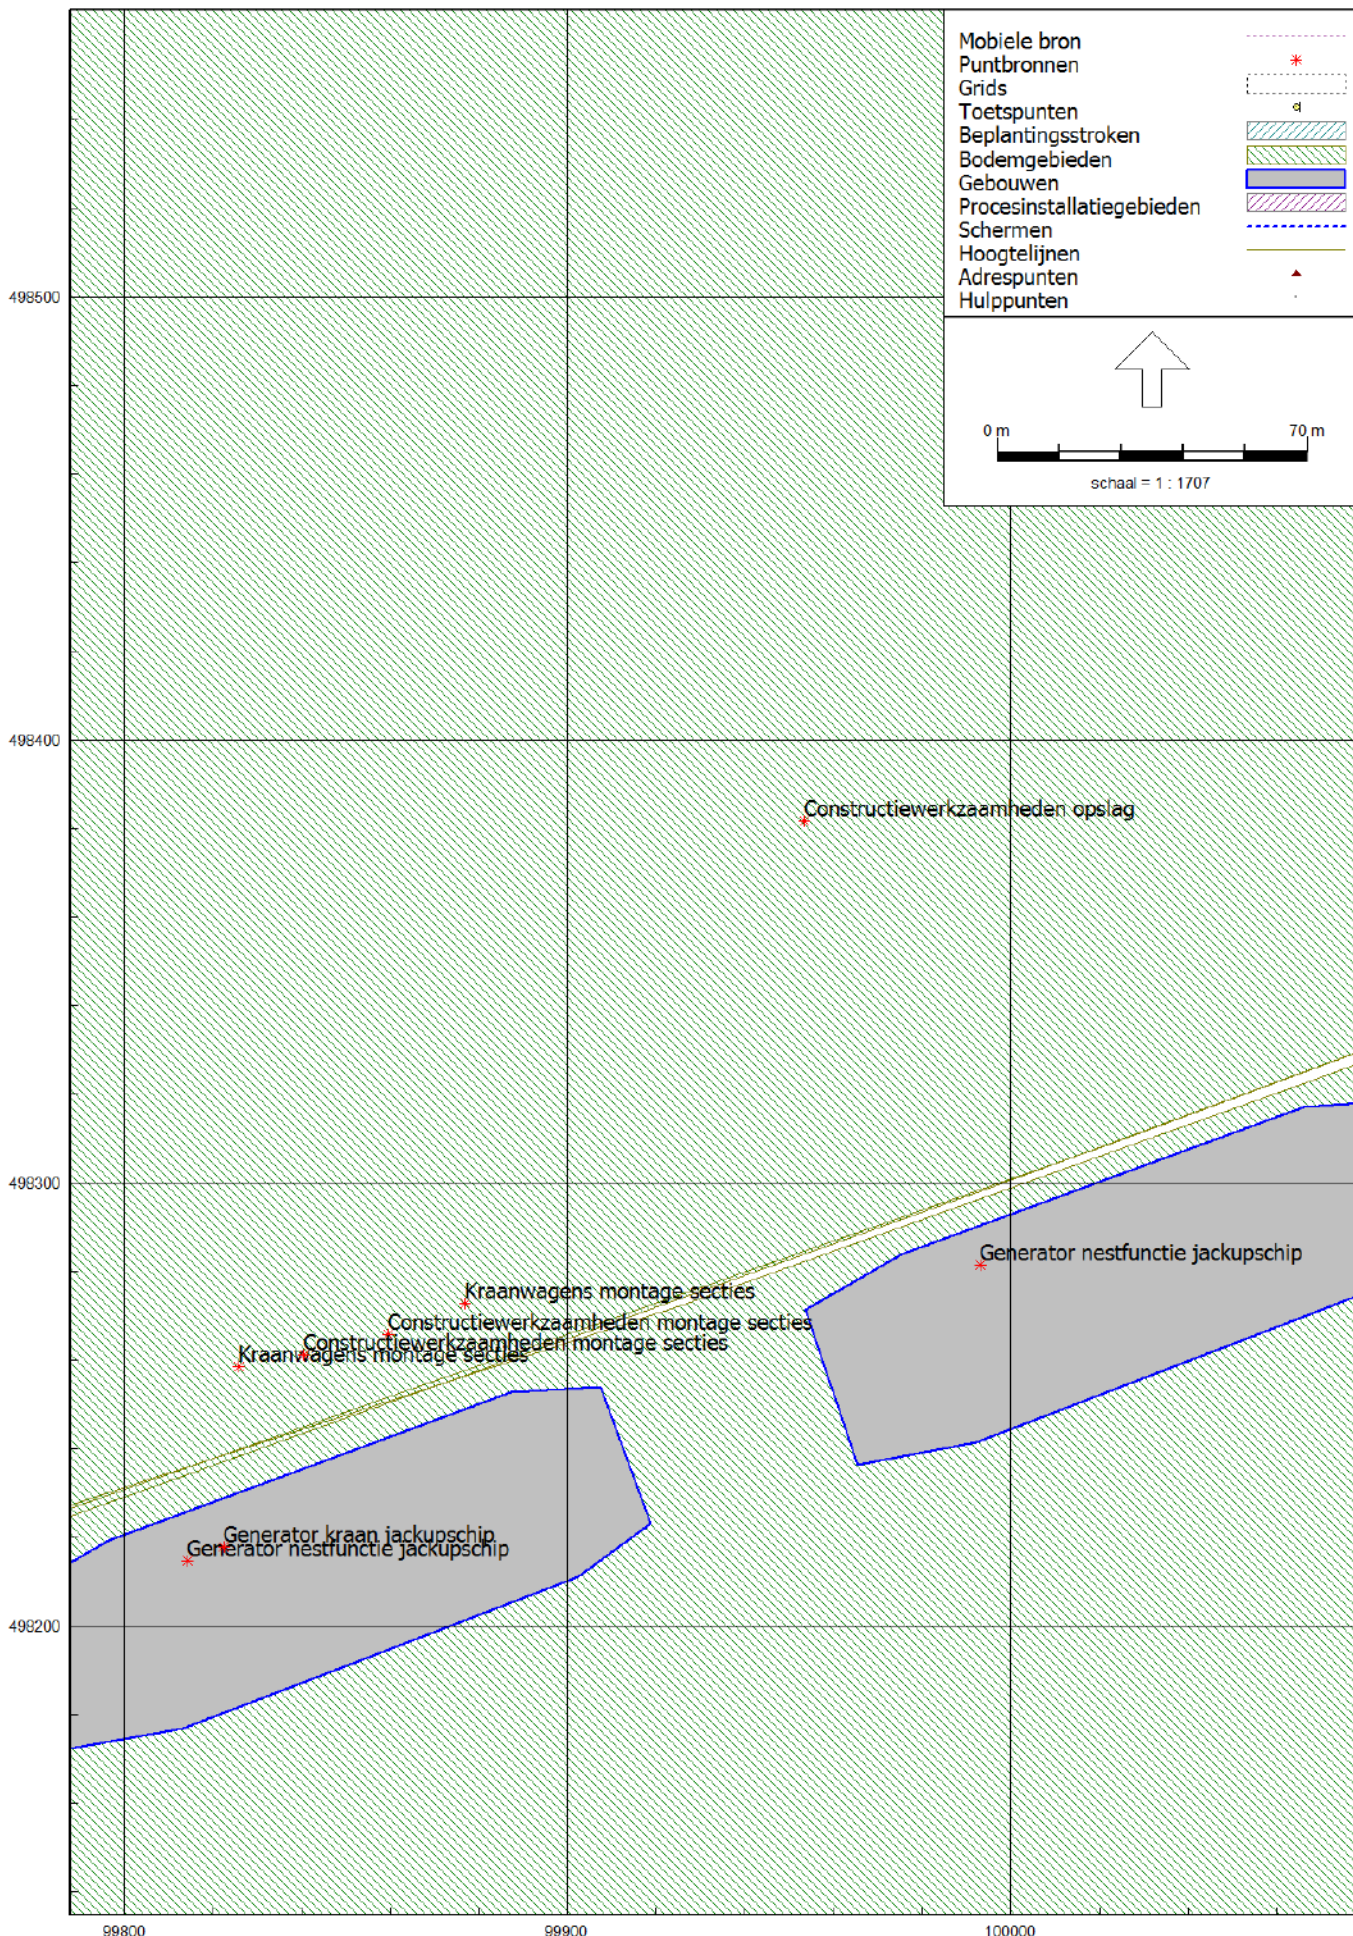 Mobiele bron
Puntbronnen
Grids
Toetspunten
Beplantingsstroken
Bodemgebieden
Gebouwen
Procesinstallatiegebieden
Schermen
Hoogtelijnen
Adrespunten
Hulppunten
0 m 70 m
schaal = 1 : 1707
498500
498400
Constructiewerkzaamheden opslag
498300
Generator nestfunctie jackupschip
Kraanwagens montage secties
Constructiewerkzaamheden montage secties
Constructiewerkzaamheden montage secties
Kraanwagens montage secties
Generator kraan jackupschip
Generator nestfunctie jackupschip
498200
99800 99900 100000